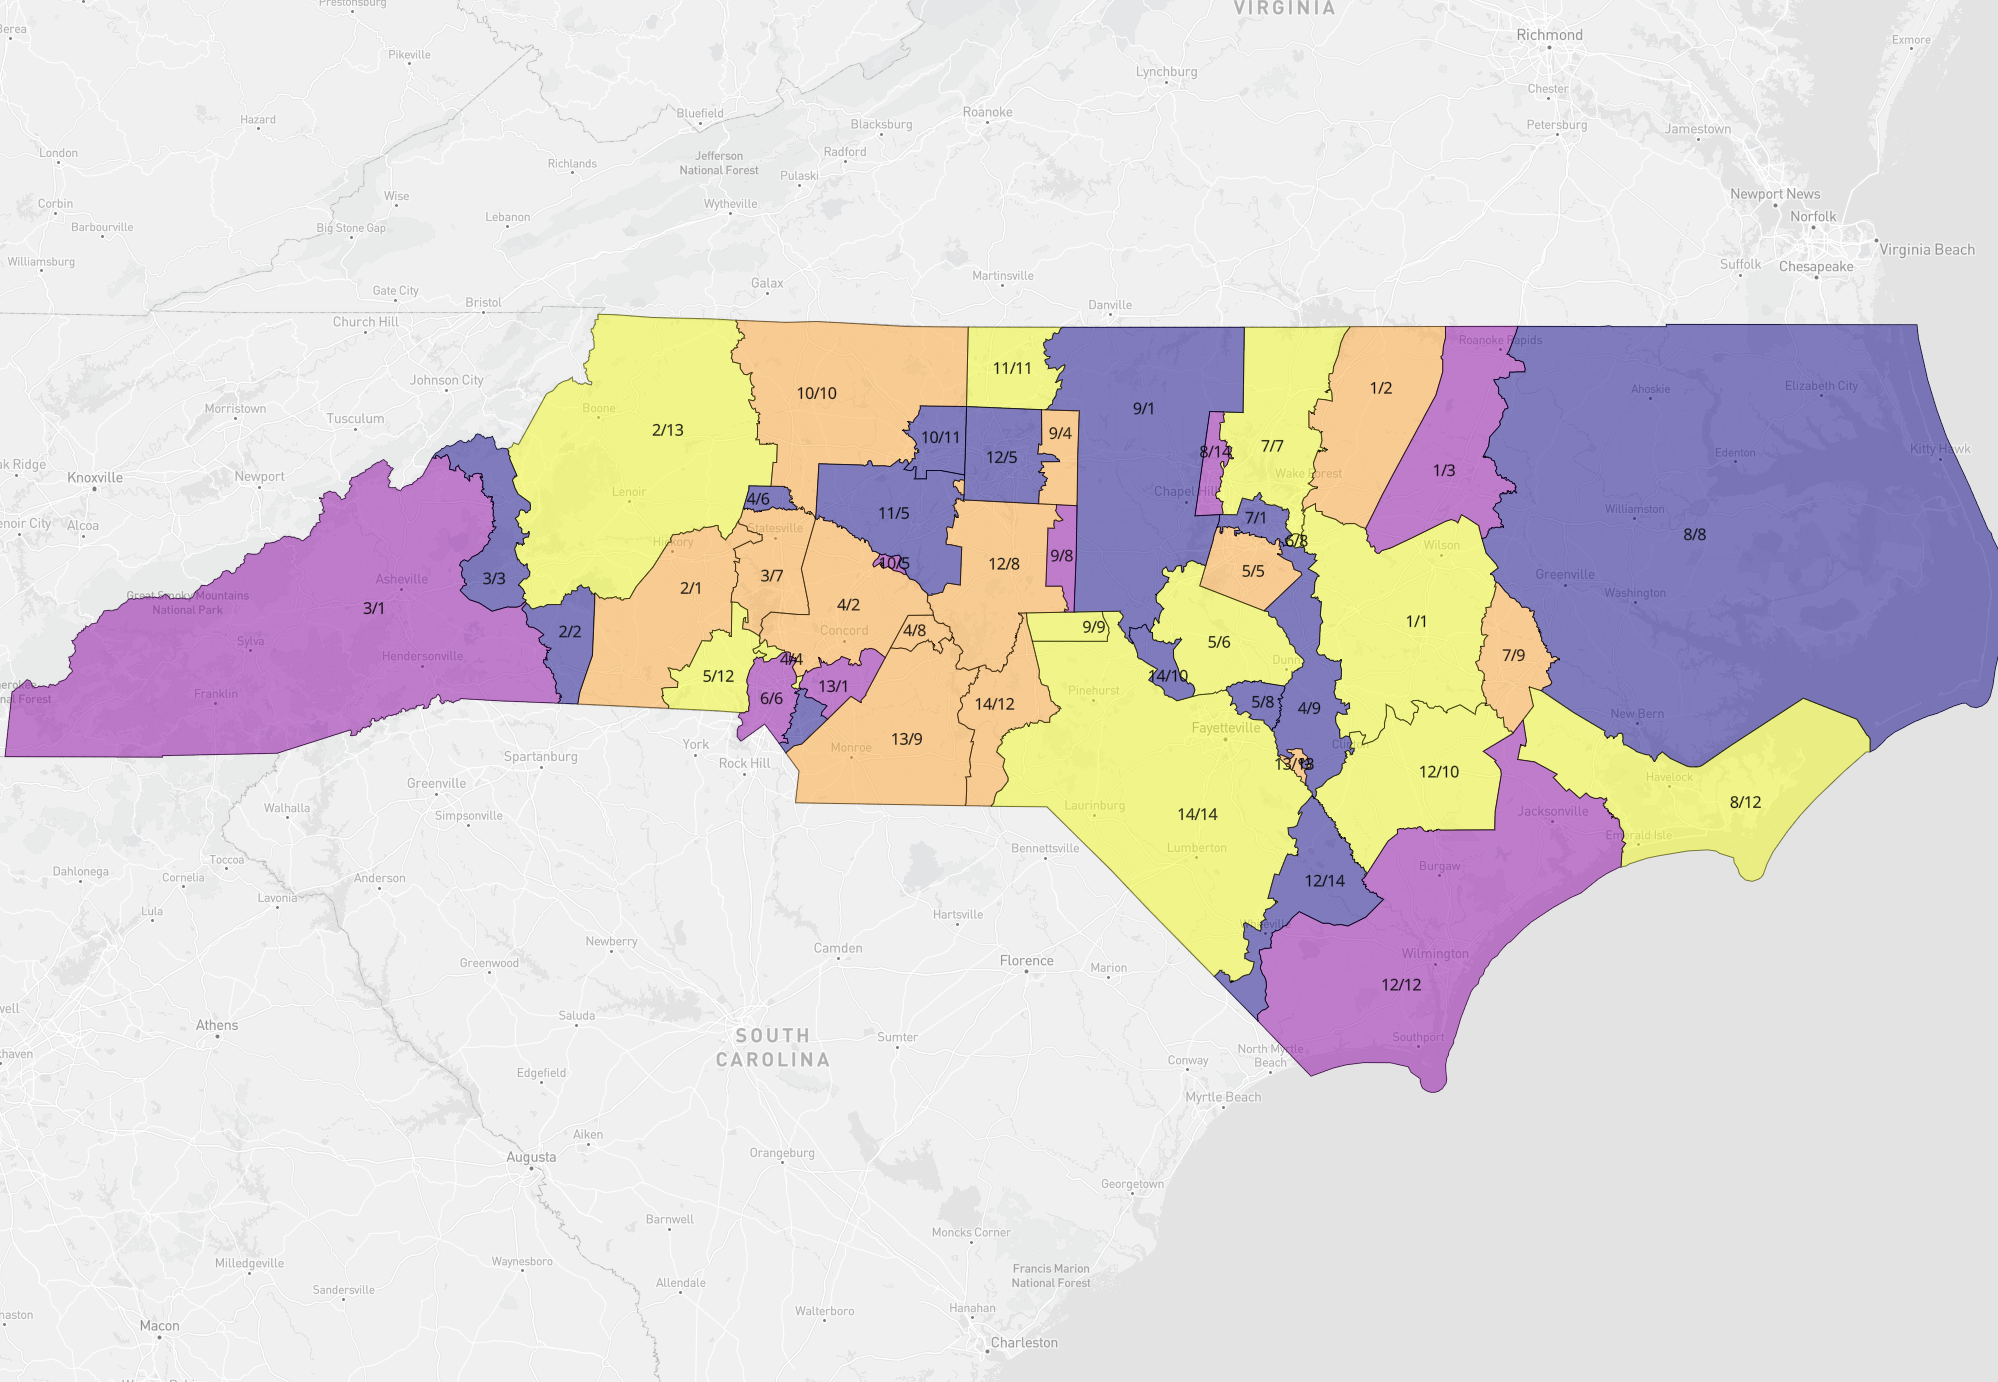 VIRGINIA
Prestonsburg
Berea
Richmond
Exmore
Pikeville
Lynchburg
Chester
Hazard
Bluefield
Roanoke
Blacksburg
Petersburg
Jamestown
London
Richlands
Jefferson
National Forest
Radford
Pulaski
Wise
Corbin
Wytheville
Newport News
Norfolk
Lebanon
Barbourville
Big Stone Gap
Virginia Beach
Williamsburg
Suffolk
Chesapeake
Martinsville
Galax
Gate City
Bristol
Danville
Church Hill
Roanoke Rapids
11/11
Johnson City
10/10
1/2
Ahoskie
Elizabeth City
Morristown
Boone
9/1
Tusculum
2/13
10/11
9/4
7/7
8/14
12/5
Kitty Hawk
Edenton
ak Ridge
Knoxville
Newport
1/3
Wake Forest
Lenoir
4/6
Chapel Hill
11/5
Williamston
enoir City
Alcoa
Statesville
7/1
Hickory
6/8
Wilson
8/8
9/8
10/5
12/8
3/3
Asheville
3/7
5/5
Greenville
Great Smoky Mountains
National Park
2/1
Washington
3/1
4/2
1/1
2/2
Concord
4/8
9/9
Sylva
5/6
Hendersonville
4/4
Dunn
7/9
5/12
14/10
13/1
Pinehurst
Franklin
6/6
14/12
5/8
4/9
New Bern
Fayetteville
13/9
York
Monroe
Spartanburg
Rock Hill
12/10
Havelock
Greenville
8/12
Walhalla
Laurinburg
14/14
Jacksonville
Simpsonville
Emerald Isle
Bennettsville
Lumberton
Toccoa
Dahlonega
Cornelia
Anderson
Burgaw
12/14
Lavonia
Lula
Hartsville
Newberry
Camden
Wilmington
Greenwood
Florence
Marion
12/12
Saluda
Athens
SOUTH
CAROLINA
Sumter
Southport
North Myrtle
Beach
Conway
Edgefield
Myrtle Beach
Aiken
Augusta
Orangeburg
Georgetown
Barnwell
Moncks Corner
Waynesboro
Milledgeville
Francis Marion
National Forest
Allendale
Sandersville
Walterboro
Hanahan
Macon
Charleston